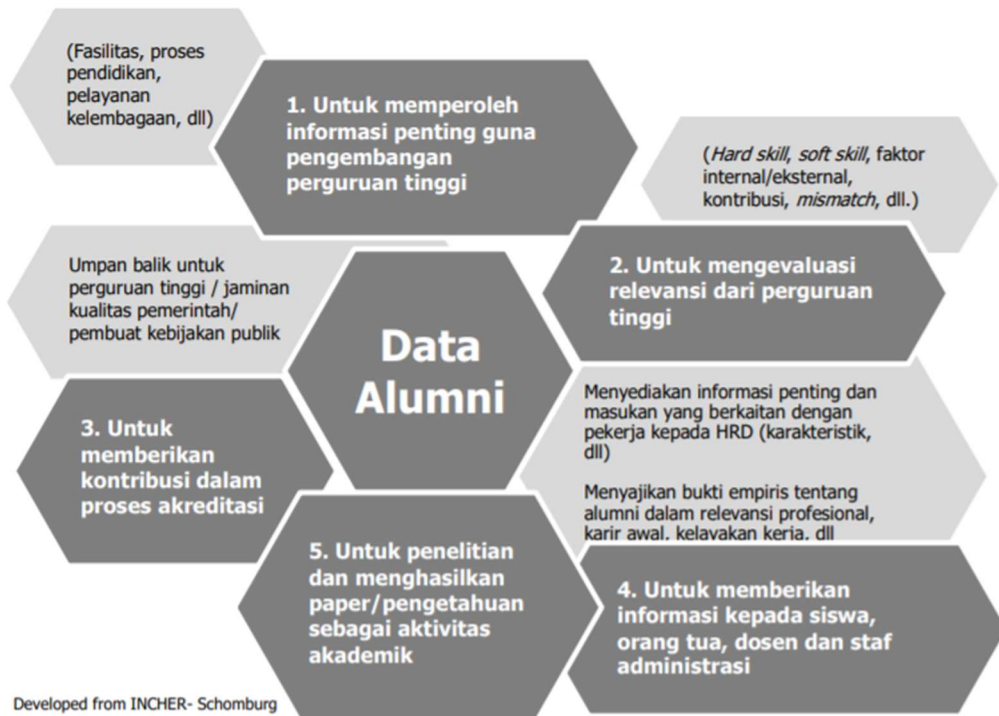 (Fasilitas, proses
pendidikan,
pelayanan
kelembagaan, dll)
1. Untuk memperoleh
informasi penting guna
pengembangan
perguruan tinggi
(Hard skill, soft skill, faktor
internal/eksternal,
kontribusi, mismatch, dll.)
2. Untuk mengevaluasi
relevansi dari perguruan
tinggi
Umpan balik untuk
perguruan tinggi / jaminan
kualitas pemerintah/
pembuat kebijakan publik
Data
Alumni
3. Untuk
memberikan
kontribusi dalam
proses akreditasi
Menyediakan informasi penting dan
masukan yang berkaitan dengan
pekerja kepada HRD (karakteristik,
dll)
Menyajikan bukti empiris tentang
alumni dalam relevansi profesional,
karir awal, kelayakan kerja, dll
4. Untuk memberikan
informasi kepada siswa,
orang tua, dosen dan staf
administrasi
5. Untuk penelitian
dan menghasilkan
paper/pengetahuan
sebagai aktivitas
akademik
Developed from INCHER- Schomburg